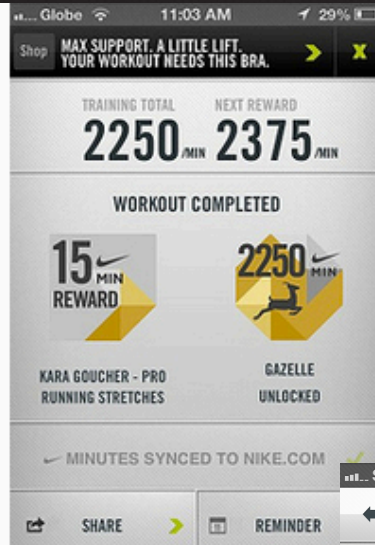 ... Globe 11:03 AM 29%
Shop
MAX SUPPORT. A LITTLE LIFT.
YOUR WORKOUT NEEDS THIS BRA.
TRAINING TOTAL NEXT REWARD
2250/MIN 2375/MIN
WORKOUT COMPLETED
15 MIN
REWARD
2250 MIN
KARA GOUCHER - PRO
RUNNING STRETCHES
GAZELLE
UNLOCKED
MINUTES SYNCED TO NIKE.COM
SHARE REMINDER